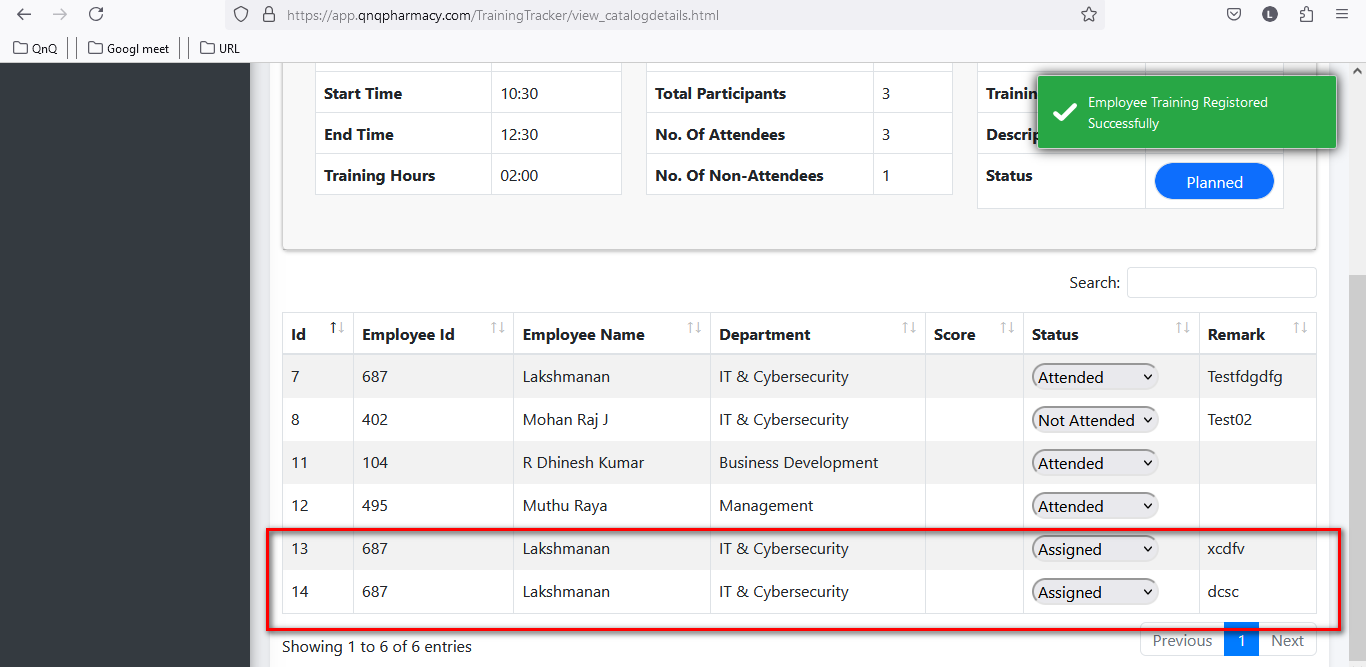 https://app.qnqpharmacy.com/TrainingTracker/view_catalogdetails.html
L
QnQ Googl meet URL
Start Time 10:30 Total Participants 3
Employee Training Registored
Successfully
End Time 12:30 No. Of Attendees 3
Training Hours 02:00 No. Of Non-Attendees 1 Status Planned
Search:
Id Employee Id Employee Name Department Score Status Remark
7 687 Lakshmanan IT & Cybersecurity Attended Testfdgdfg
8 402 Mohan Raj J IT & Cybersecurity Not Attended Test02
11 104 R Dhinesh Kumar Business Development Attended
12 495 Muthu Raya Management Attended
13 687 Lakshmanan IT & Cybersecurity Assigned xcdfv
14 687 Lakshmanan IT & Cybersecurity Assigned dcsc
Showing 1 to 6 of 6 entries Previous 1 Next